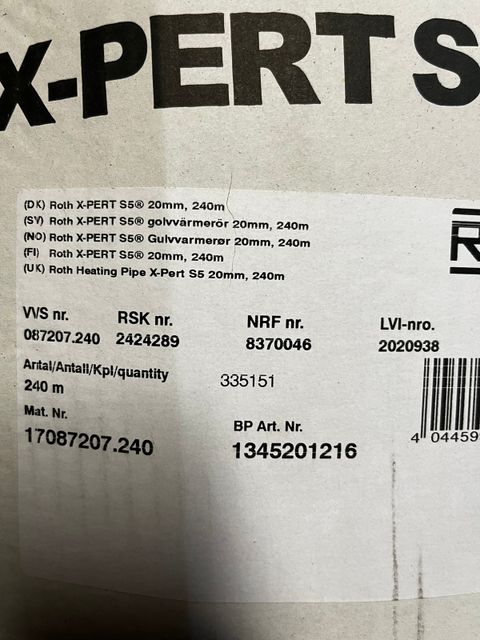 X-PERT S
(DK) Roth X-PERT S5® 20mm, 240m
(SV) Roth X-PERT S5® golvvärmerör 20mm, 240m
(NO) Roth X-PERT S5® Gulvvarmerør 20mm, 240m
(FI) Roth X-PERT S5® 20mm, 240m
(UK) Roth Heating Pipe X-Pert S5 20mm, 240m
R
VVS nr. RSK nr. NRF nr. LVI-nro.
087207.240 2424289 8370046 2020938
Antal/Antall/Kpl/quantity 335151
240 m
Mat. Nr. BP Art. Nr.
17087207.240 1345201216
4 04459